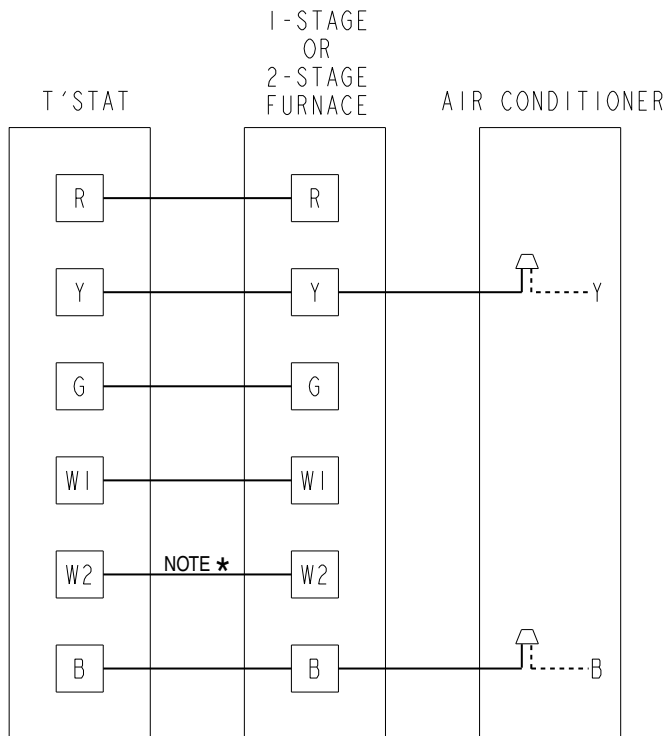 1-STAGE
OR
2-STAGE
FURNACE
T'STAT
AIR CONDITIONER
R R
Y Y Y
G G
W1 W1
W2 NOTE * W2
B B B